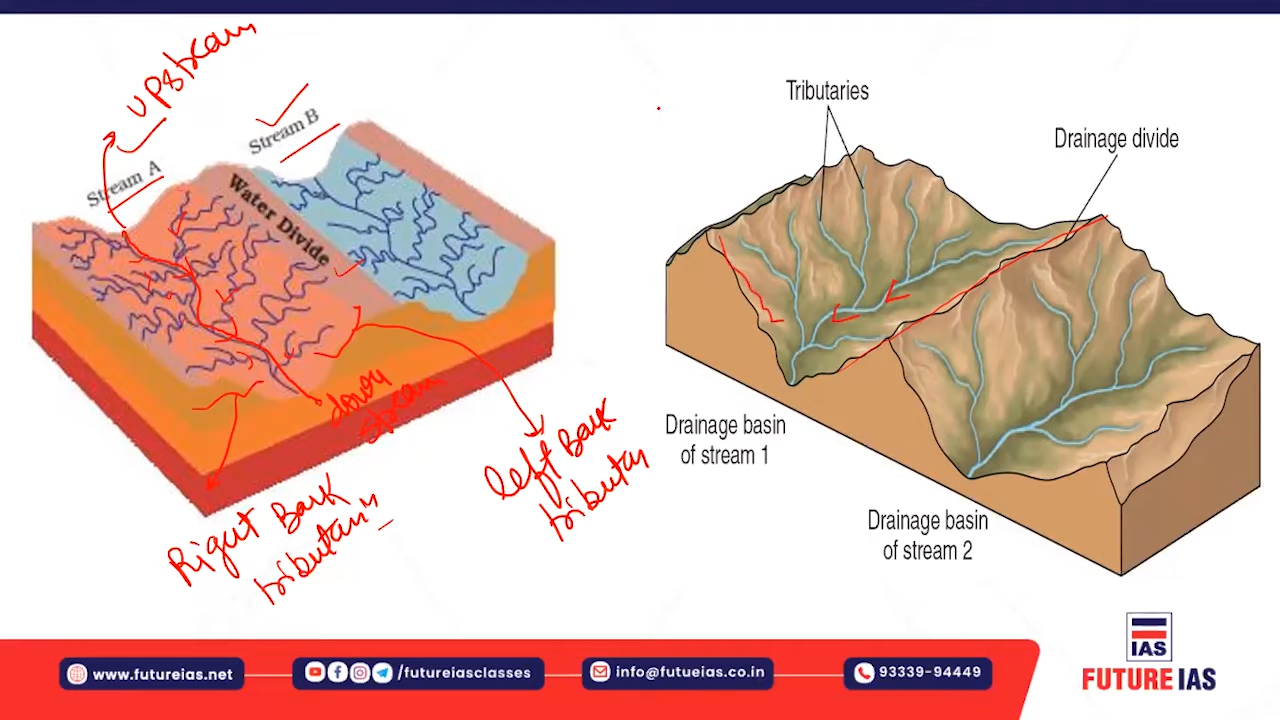 upstream
Stream A
Stream B
Water Divide
down
stream
Right Bank
tributary
left Bank
tributar
Tributaries
Drainage divide
Drainage basin
of stream 1
Drainage basin
of stream 2
IAS
FUTURE IAS
www.futureias.net
/futureiasclasses
info@futueias.co.in
93339-94449